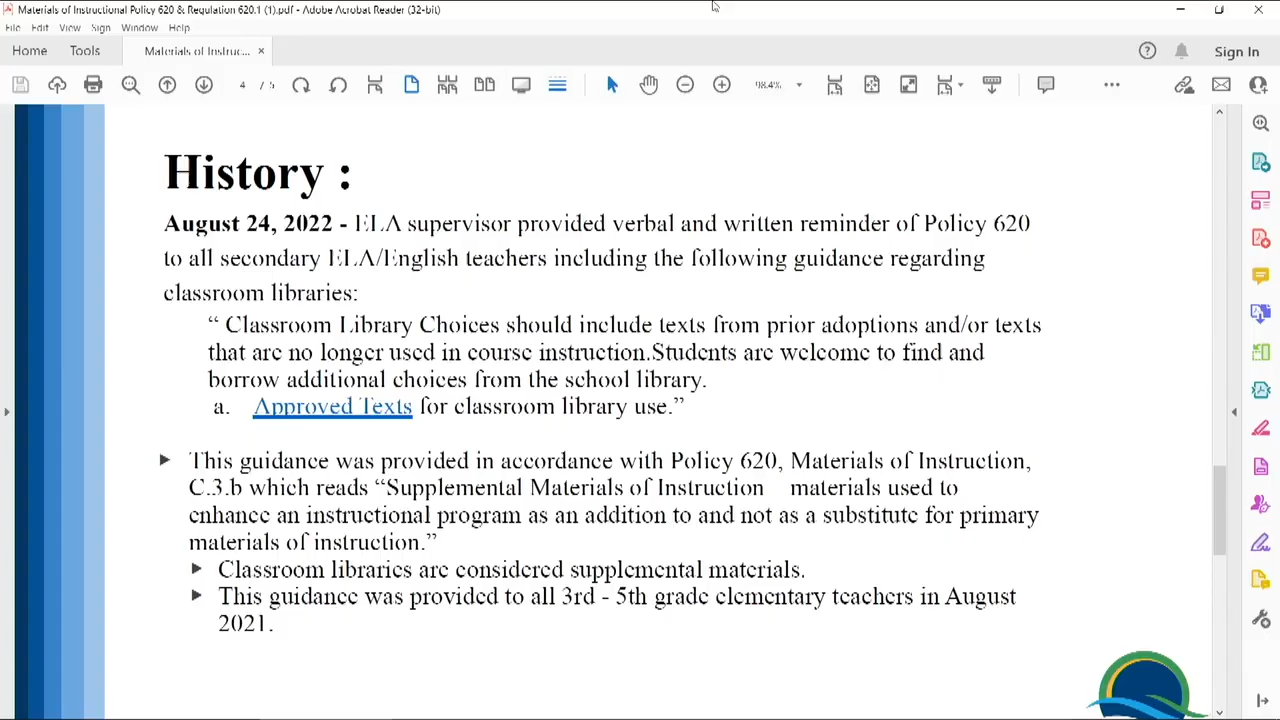 Materials of Instructional Policy 620 & Regulation 620.1 (1).pdf - Adobe Acrobat Reader (32-bit)
File Edit View Sign Window Help
Home Tools Materials of Instruc... × Sign In
4 / 5 98.4%
History :
August 24, 2022 - ELA supervisor provided verbal and written reminder of Policy 620
to all secondary ELA/English teachers including the following guidance regarding
classroom libraries:
“ Classroom Library Choices should include texts from prior adoptions and/or texts
that are no longer used in course instruction.Students are welcome to find and
borrow additional choices from the school library.
a. Approved Texts for classroom library use.”
This guidance was provided in accordance with Policy 620, Materials of Instruction,
C.3.b which reads “Supplemental Materials of Instruction materials used to
enhance an instructional program as an addition to and not as a substitute for primary
materials of instruction.”
Classroom libraries are considered supplemental materials.
This guidance was provided to all 3rd - 5th grade elementary teachers in August
2021.